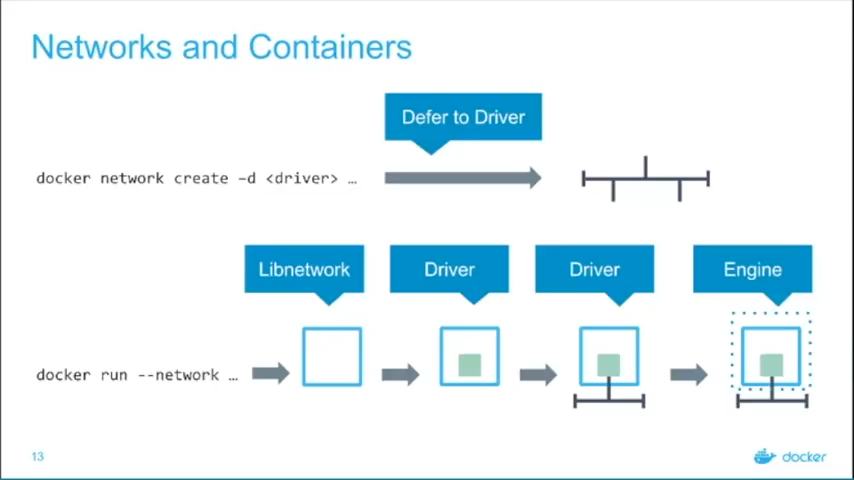 Networks and Containers
Defer to Driver
docker network create –d <driver> …
Libnetwork
Driver
Driver
Engine
docker run --network …
13
docker